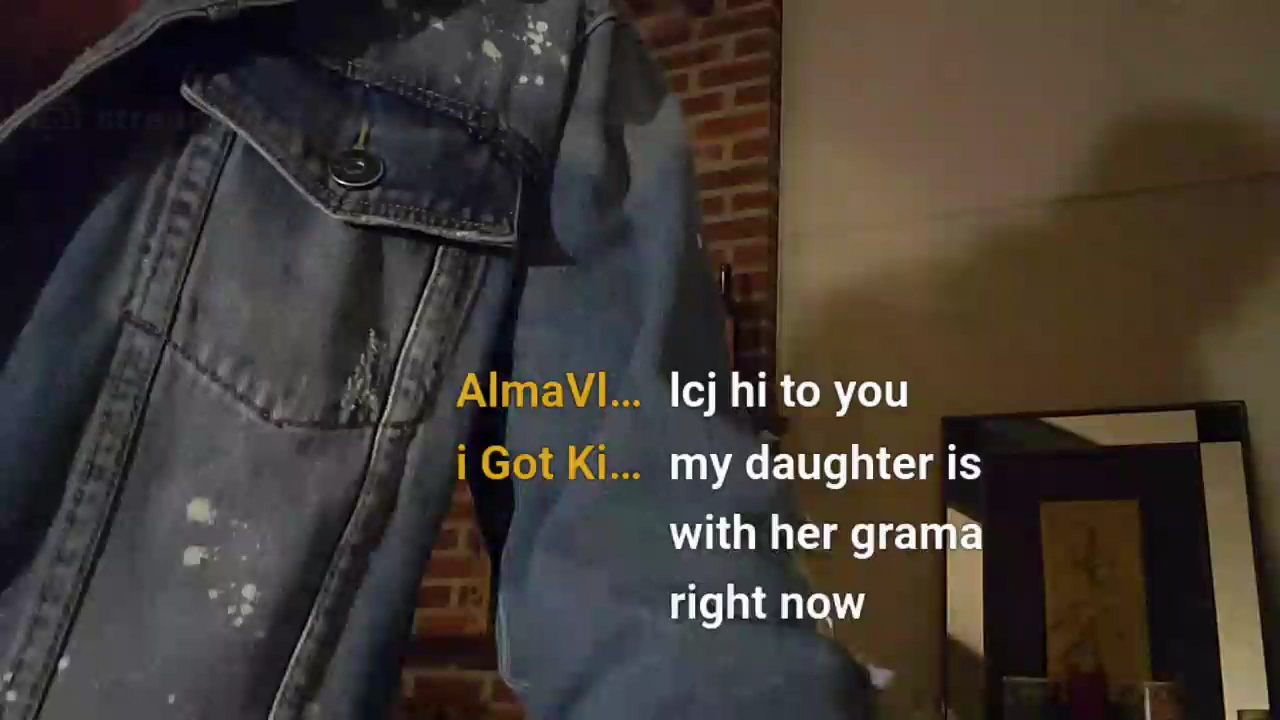 AlmaVl... lcj hi to you
i Got Ki... my daughter is
with her grama
right now